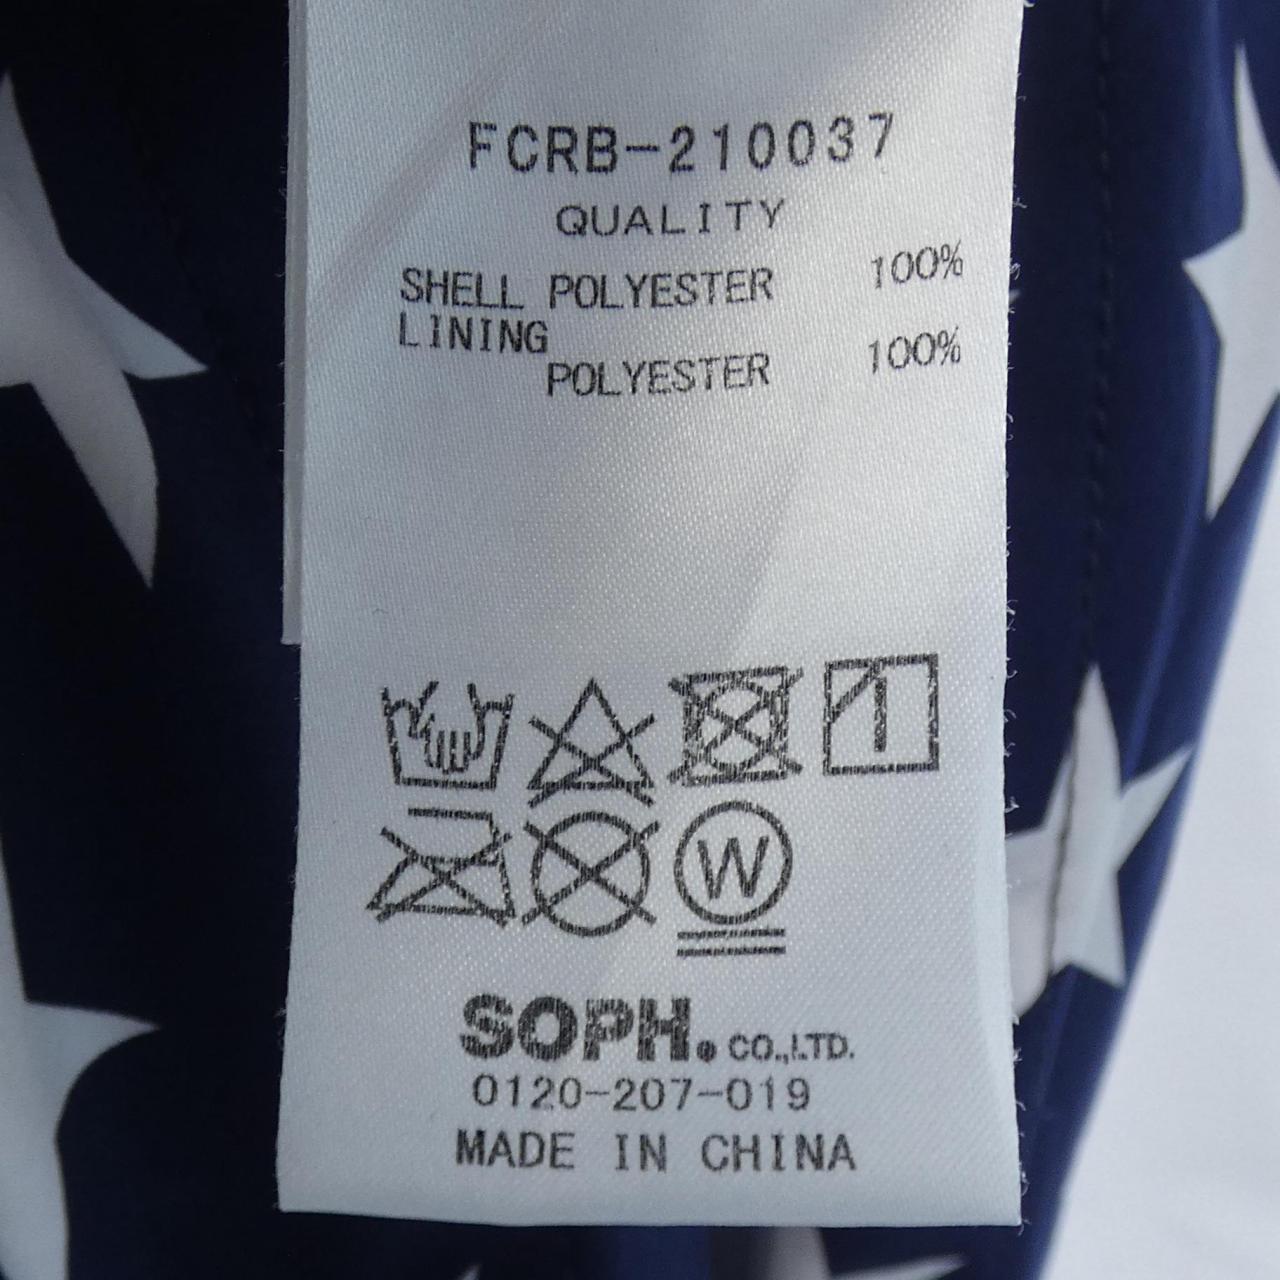 FCRB-210037
QUALITY
SHELL POLYESTER 100%
LINING
POLYESTER 100%
W
SOPH. CO.,LTD.
0120-207-019
MADE IN CHINA